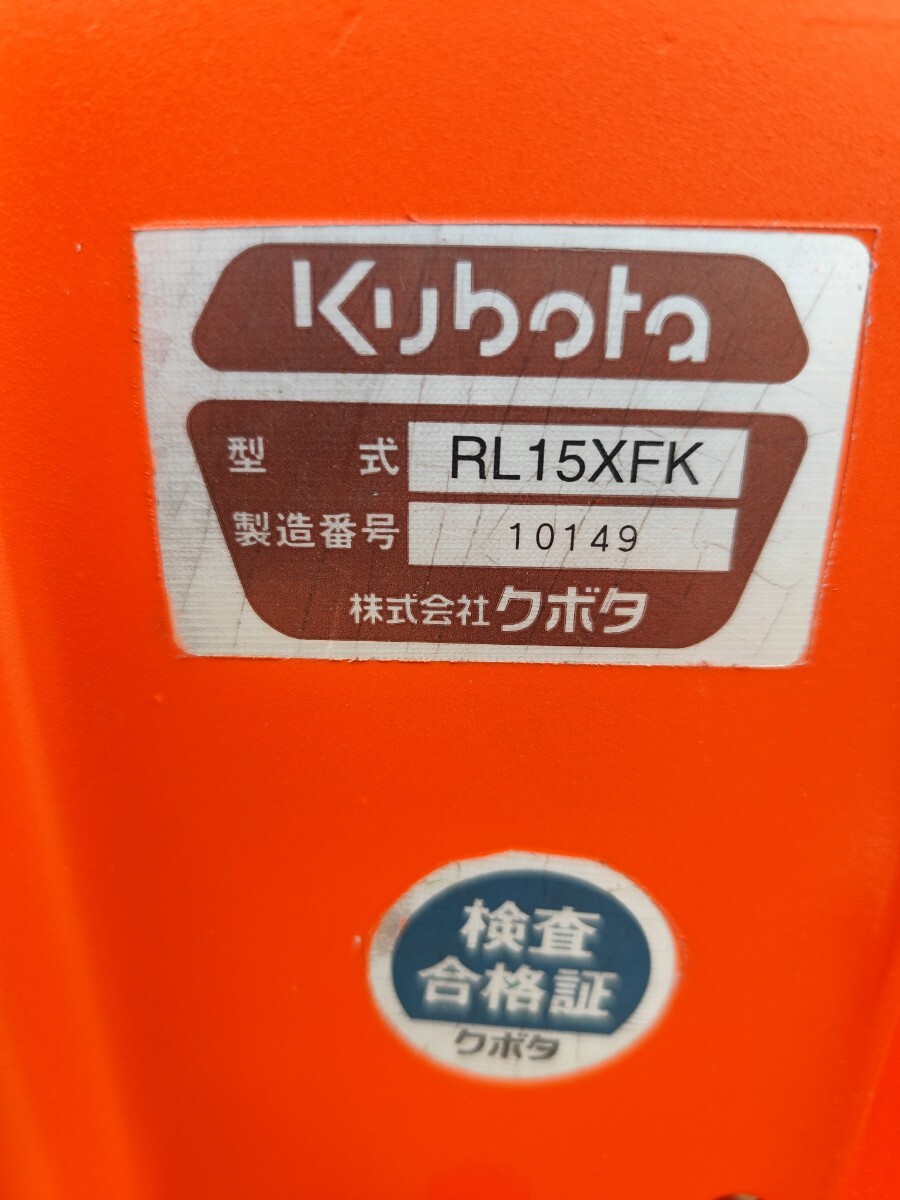 Kubota
型式 RL15XFK
製造番号 10149
株式会社クボタ
検査
合格証
クボタ